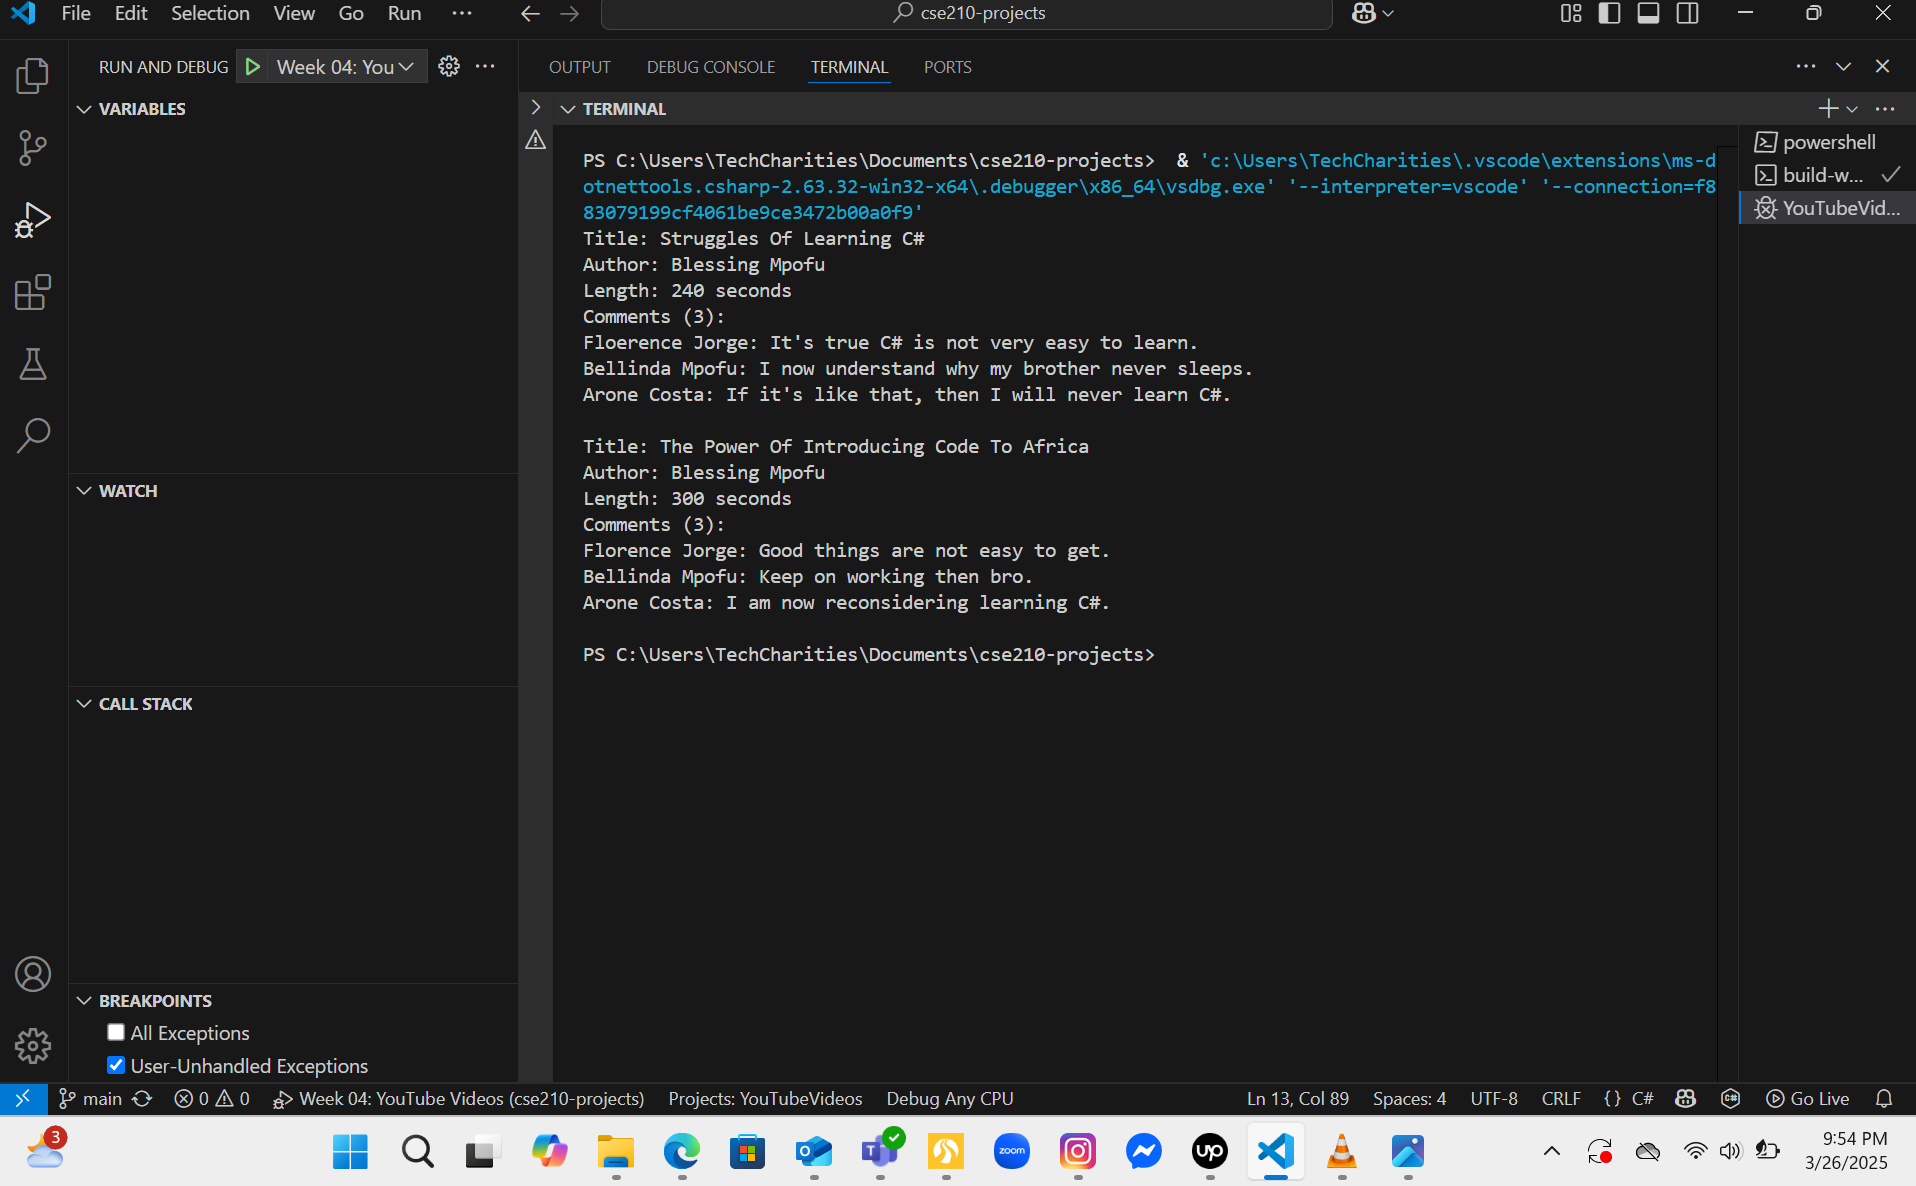 File Edit Selection View Go Run ··· cse210-projects
RUN AND DEBUG Week 04: You
OUTPUT DEBUG CONSOLE TERMINAL PORTS
VARIABLES
TERMINAL
PS C:\Users\TechCharities\Documents\cse210-projects>  & 'c:\Users\TechCharities\.vscode\extensions\ms-d
otnettools.csharp-2.63.32-win32-x64\.debugger\x86_64\vsdbg.exe' '--interpreter=vscode' '--connection=f8
83079199cf4061be9ce3472b00a0f9'
Title: Struggles Of Learning C#
Author: Blessing Mpofu
Length: 240 seconds
Comments (3):
Floerence Jorge: It's true C# is not very easy to learn.
Bellinda Mpofu: I now understand why my brother never sleeps.
Arone Costa: If it's like that, then I will never learn C#.
Title: The Power Of Introducing Code To Africa
Author: Blessing Mpofu
Length: 300 seconds
Comments (3):
Florence Jorge: Good things are not easy to get.
Bellinda Mpofu: Keep on working then bro.
Arone Costa: I am now reconsidering learning C#.
PS C:\Users\TechCharities\Documents\cse210-projects>
powershell
build-w...
YouTubeVid...
WATCH
CALL STACK
BREAKPOINTS
All Exceptions
User-Unhandled Exceptions
main 0 0 Week 04: YouTube Videos (cse210-projects) Projects: YouTubeVideos Debug Any CPU Ln 13, Col 89 Spaces: 4 UTF-8 CRLF {} C# Go Live
3
zoom
up
9:54 PM
3/26/2025